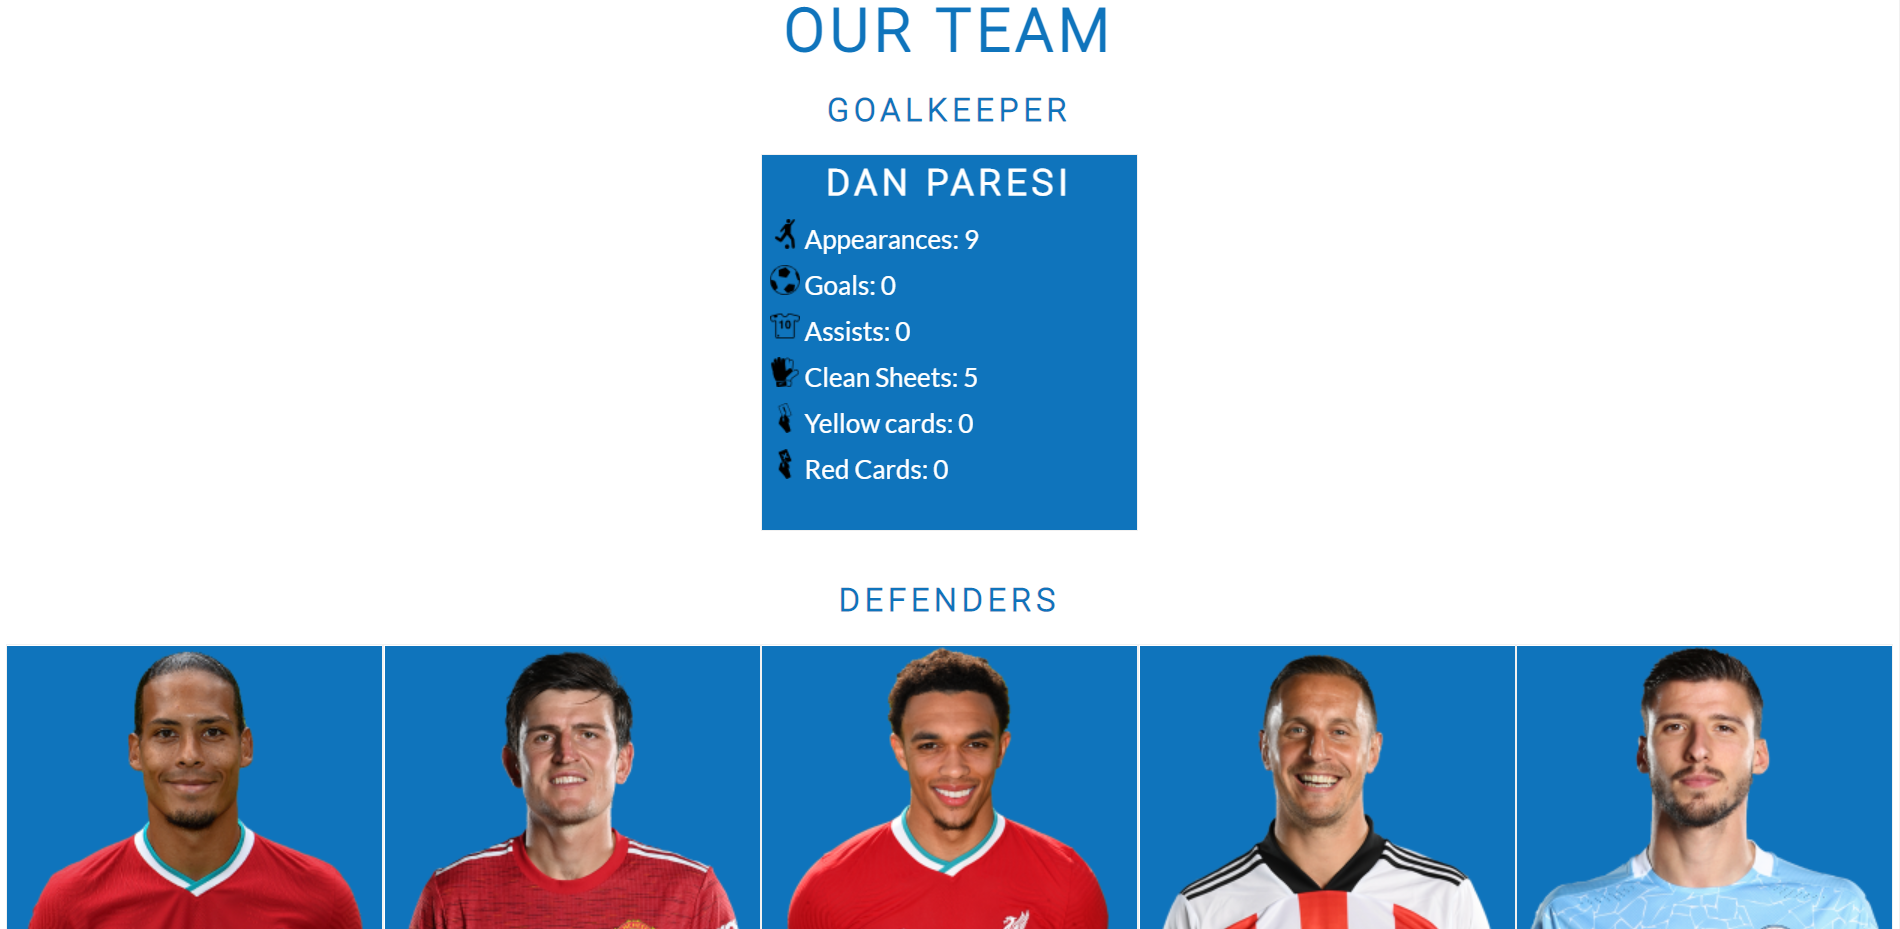 OUR TEAM
GOALKEEPER
DAN PARESI
Appearances: 9
Goals: 0
10
Assists: 0
Clean Sheets: 5
Yellow cards: 0
Red Cards: 0
DEFENDERS